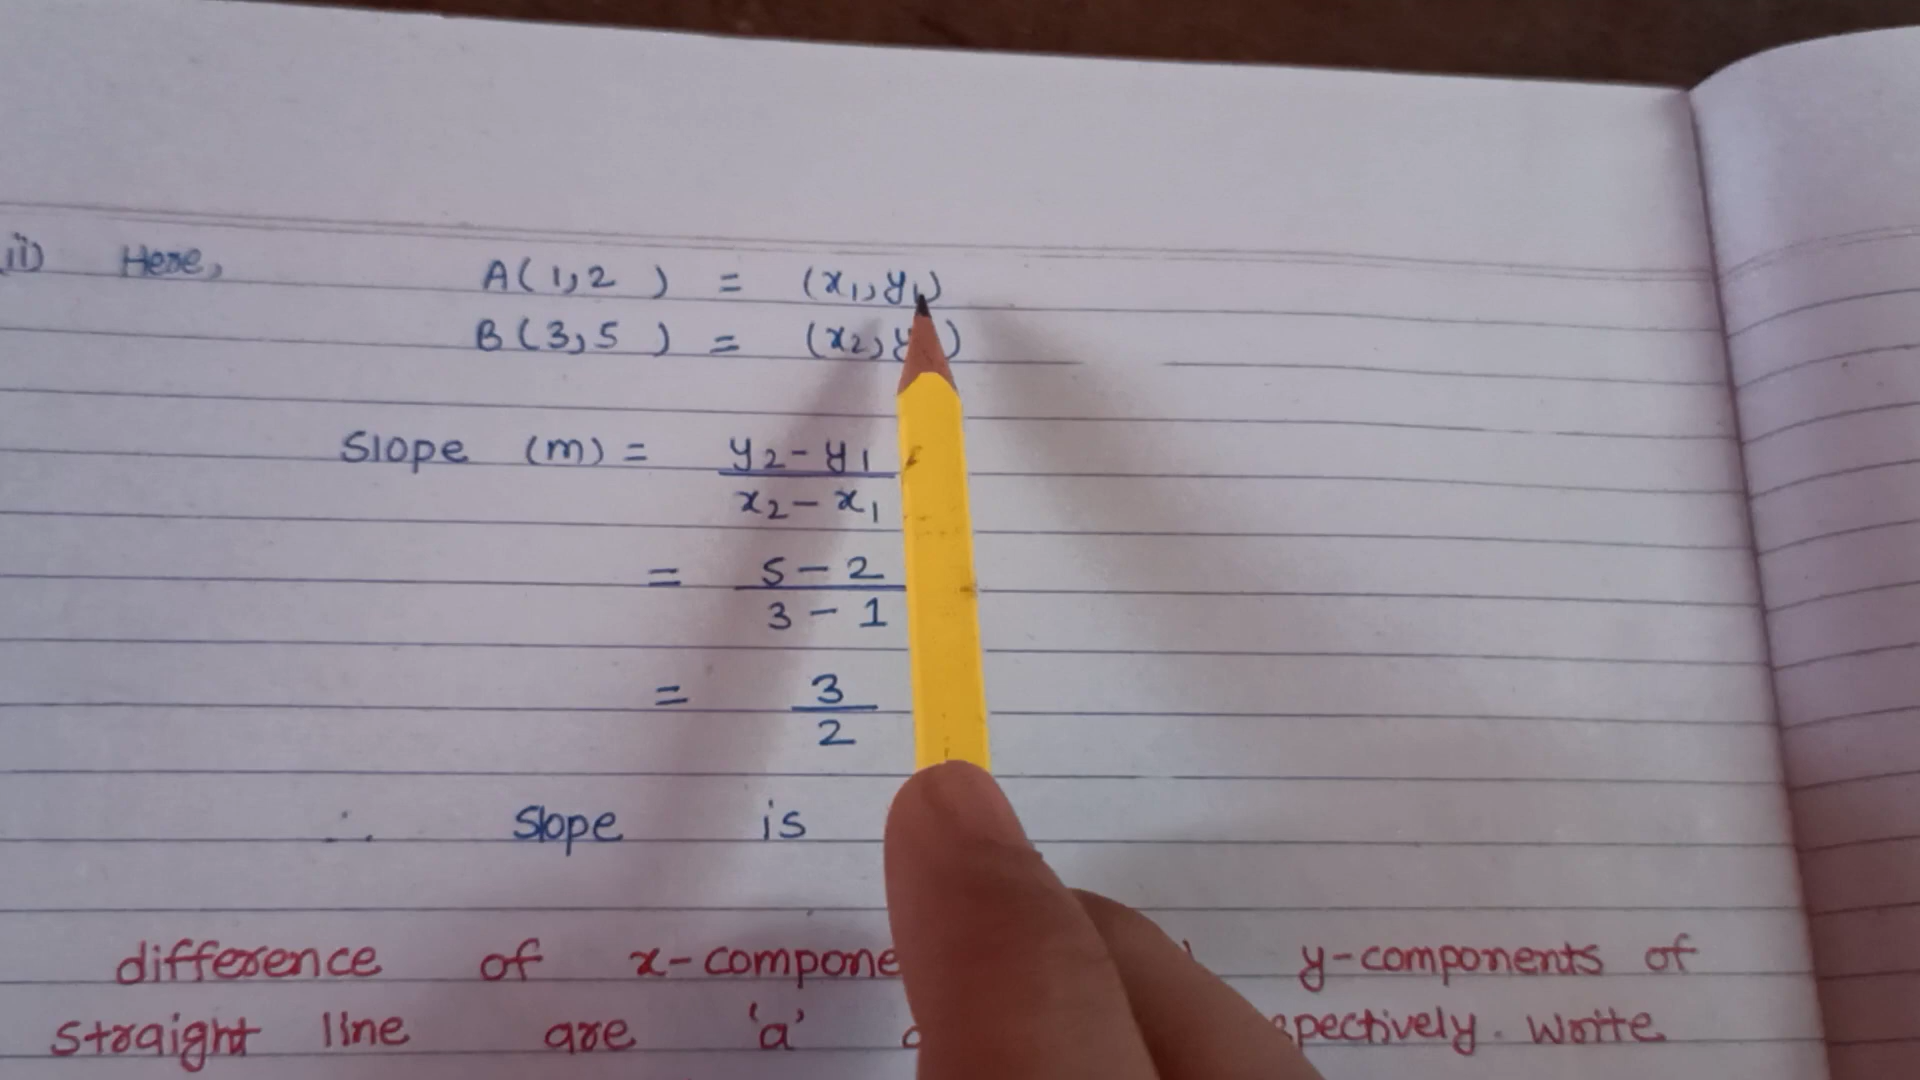 ii) Here, A(1,2) = (x₁, y₁)
B(3,5) = (x₂, y )
Slope (m) = y₂ - y₁
x₂ - x₁
= 5 - 2
3 - 1
= 3
2
∴ Slope is
difference of x-compone y-components of
straight line are 'a' spectively. Write